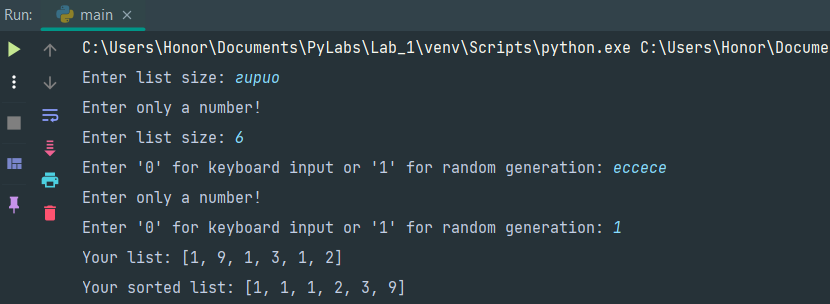 Run: main ×
C:\Users\Honor\Documents\PyLabs\Lab_1\venv\Scripts\python.exe C:\Users\Honor\Docume
Enter list size: гирио
Enter only a number!
Enter list size: 6
Enter '0' for keyboard input or '1' for random generation: ессесе
Enter only a number!
Enter '0' for keyboard input or '1' for random generation: 1
Your list: [1, 9, 1, 3, 1, 2]
Your sorted list: [1, 1, 1, 2, 3, 9]